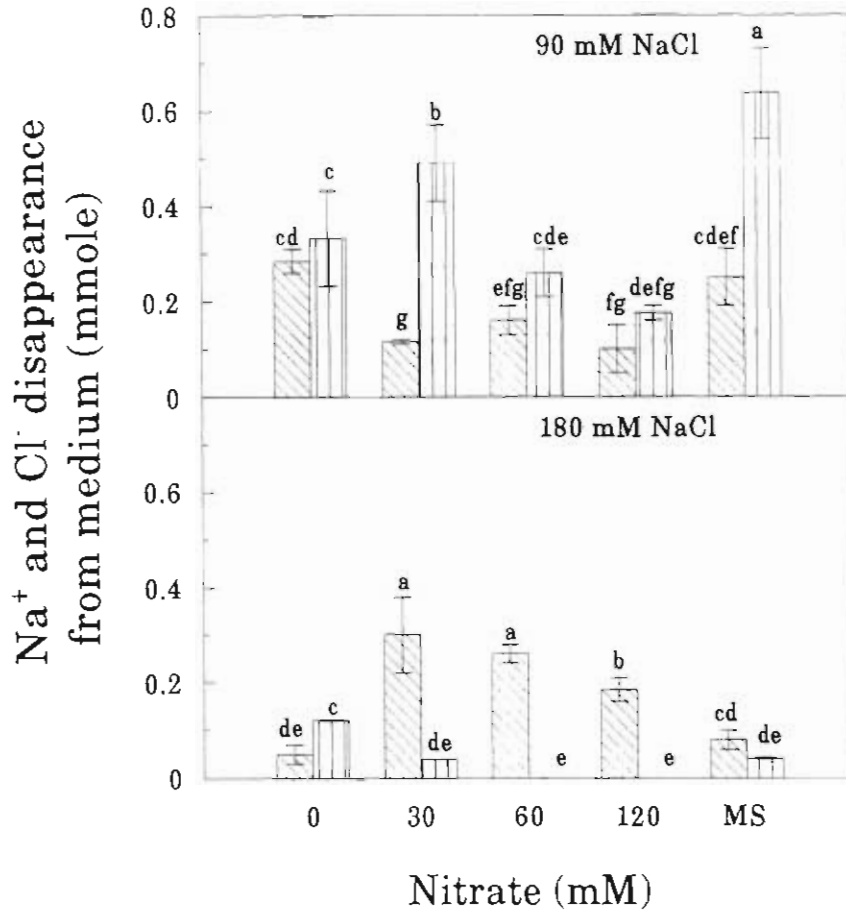 Na⁺ and Cl⁻ disappearance
from medium (mmole)
0.8
90 mM NaCl
a
0.6
b
c
0.4
cd
cdef
cde
efg
defg
0.2
fg
g
0
180 mM NaCl
0.6
0.4
a
a
b
0.2
c
cd
de
de
de
e
e
0
0 30 60 120 MS
Nitrate (mM)